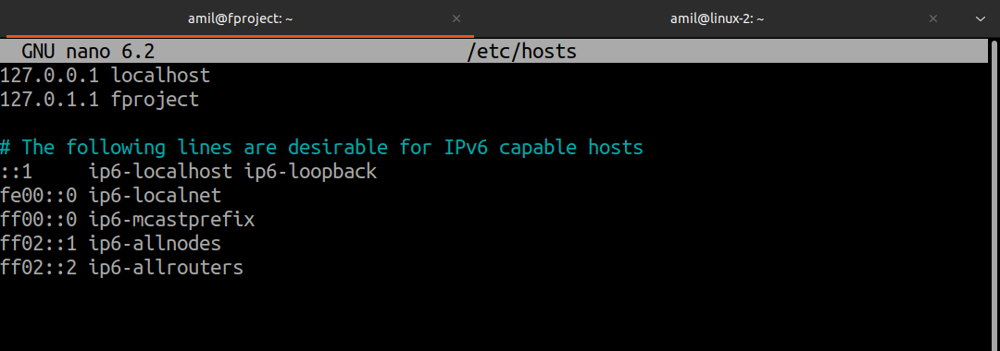 amil@fproject: ~
amil@linux-2: ~
GNU nano 6.2 /etc/hosts
127.0.0.1 localhost
127.0.1.1 fproject
# The following lines are desirable for IPv6 capable hosts
::1 ip6-localhost ip6-loopback
fe00::0 ip6-localnet
ff00::0 ip6-mcastprefix
ff02::1 ip6-allnodes
ff02::2 ip6-allrouters